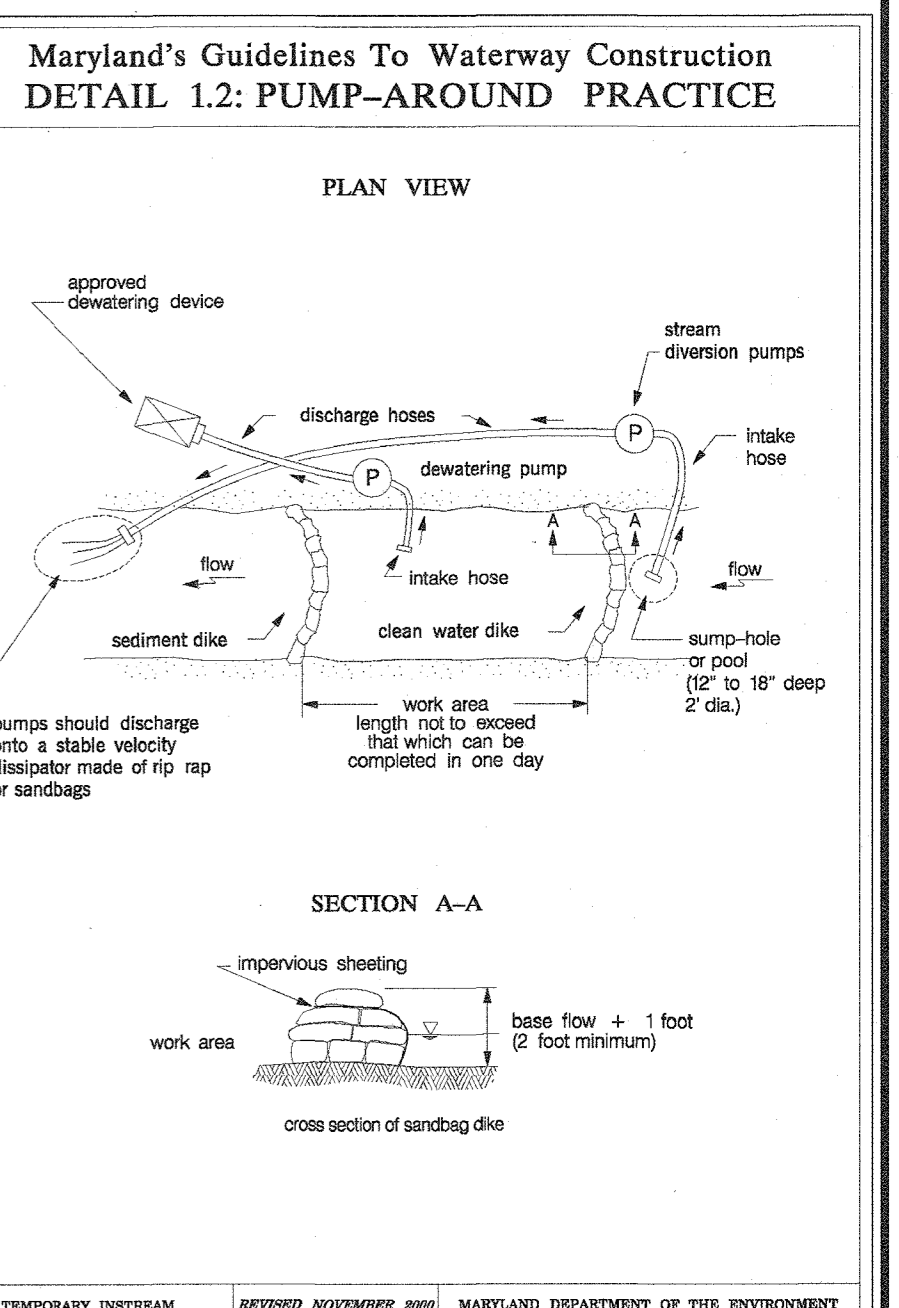 Maryland's Guidelines To Waterway Construction
DETAIL 1.2: PUMP–AROUND PRACTICE
PLAN VIEW
approved
dewatering device
stream
diversion pumps
discharge hoses
P
intake
hose
P
dewatering pump
A A
flow
intake hose
flow
sediment dike
clean water dike
sump–hole
or pool
(12" to 18" deep
2' dia.)
work area
length not to exceed
that which can be
completed in one day
pumps should discharge
onto a stable velocity
dissipator made of rip rap
or sandbags
SECTION A–A
impervious sheeting
work area
base flow + 1 foot
(2 foot minimum)
cross section of sandbag dike
TEMPORARY INSTREAM
REVISED NOVEMBER 2000
MARYLAND DEPARTMENT OF THE ENVIRONMENT